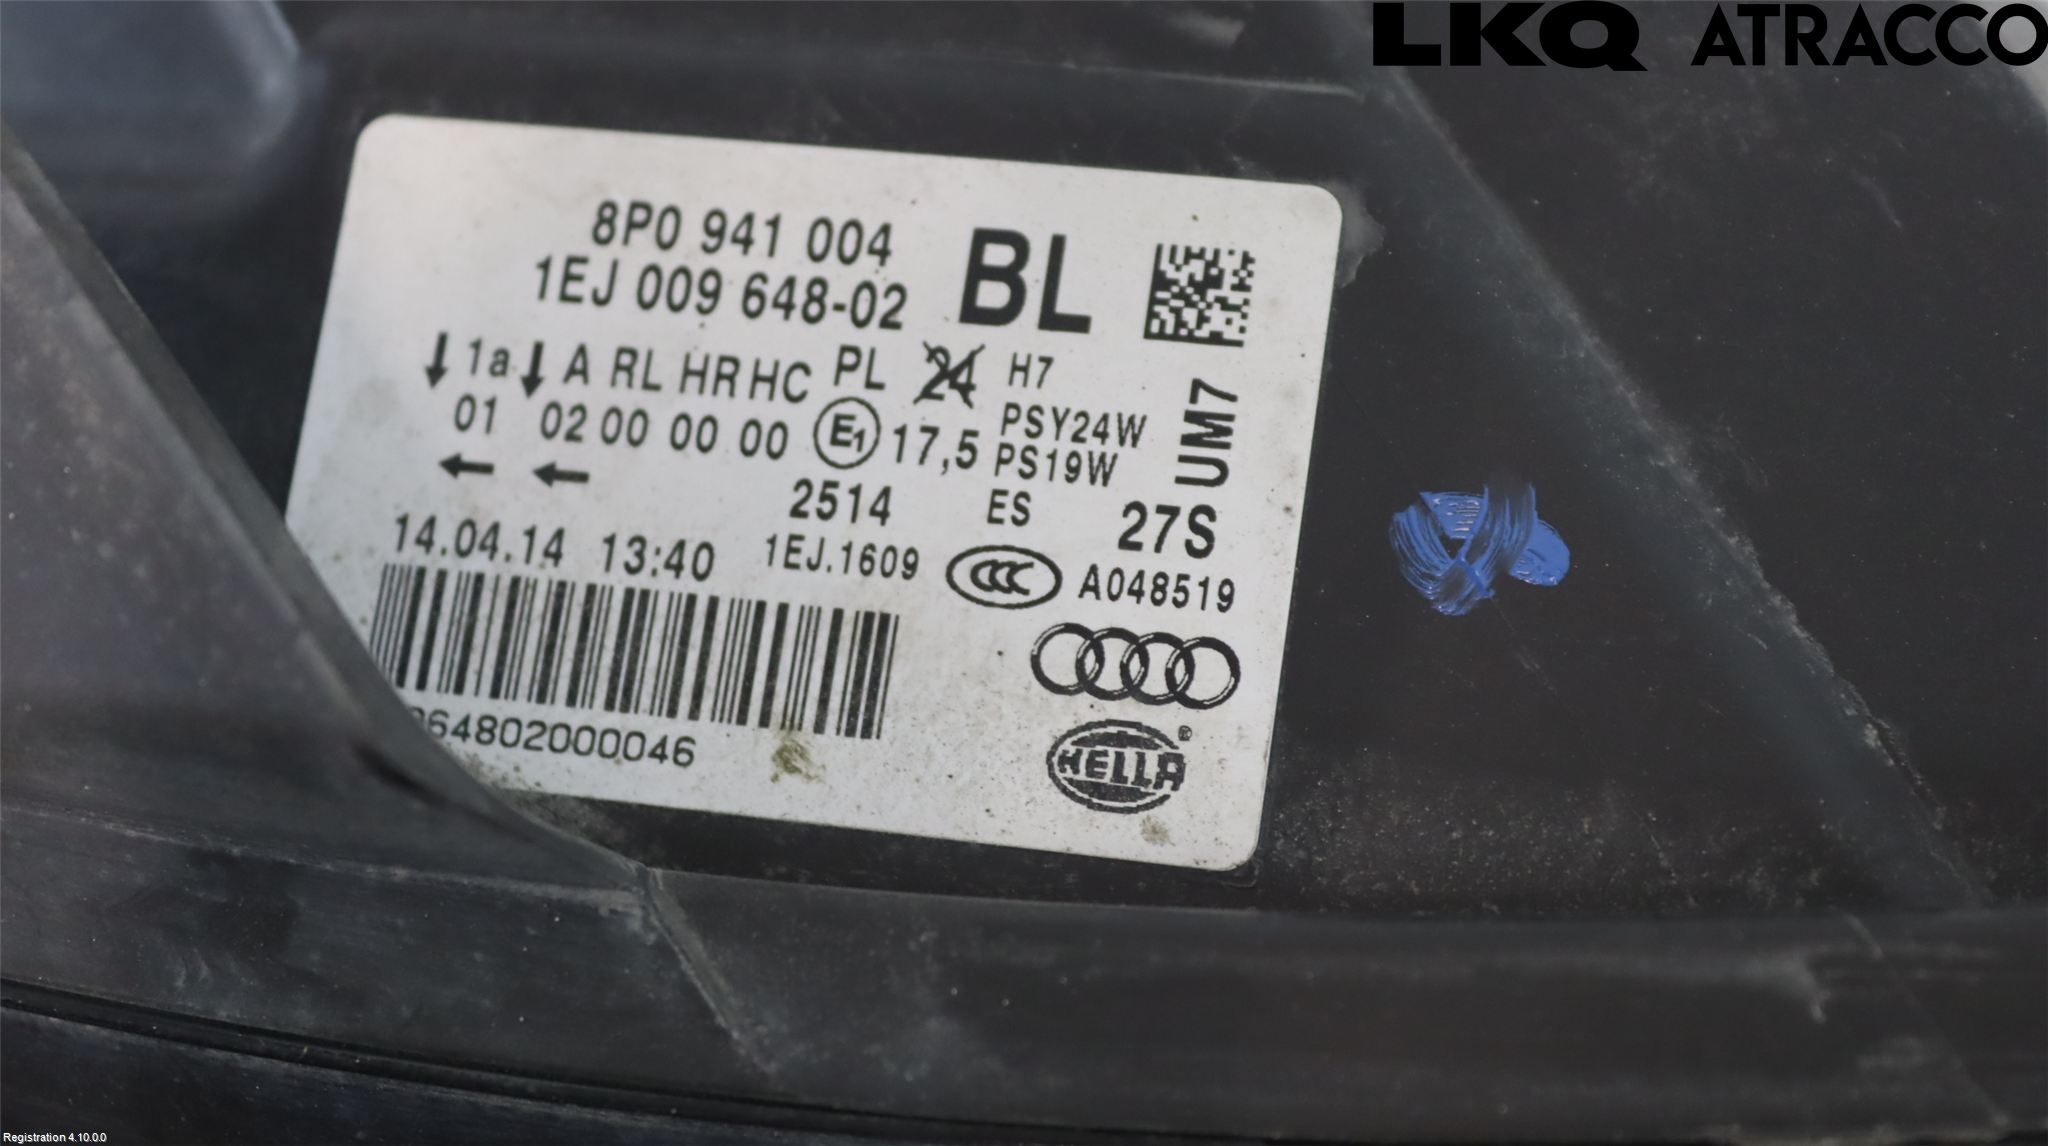 LKQ ATRACCO
8P0 941 004
1EJ 009 648-02
BL
↓ 1a ↓ A RL HR HC PL 24 H7
01 02 00 00 00 E1 17,5 PSY24W
PS19W
← ←
UM7
2514 ES 27S
14.04.14 13:40 1EJ.1609 CCC A048519
64802000046
HELLA®
Registration 4.10.0.0